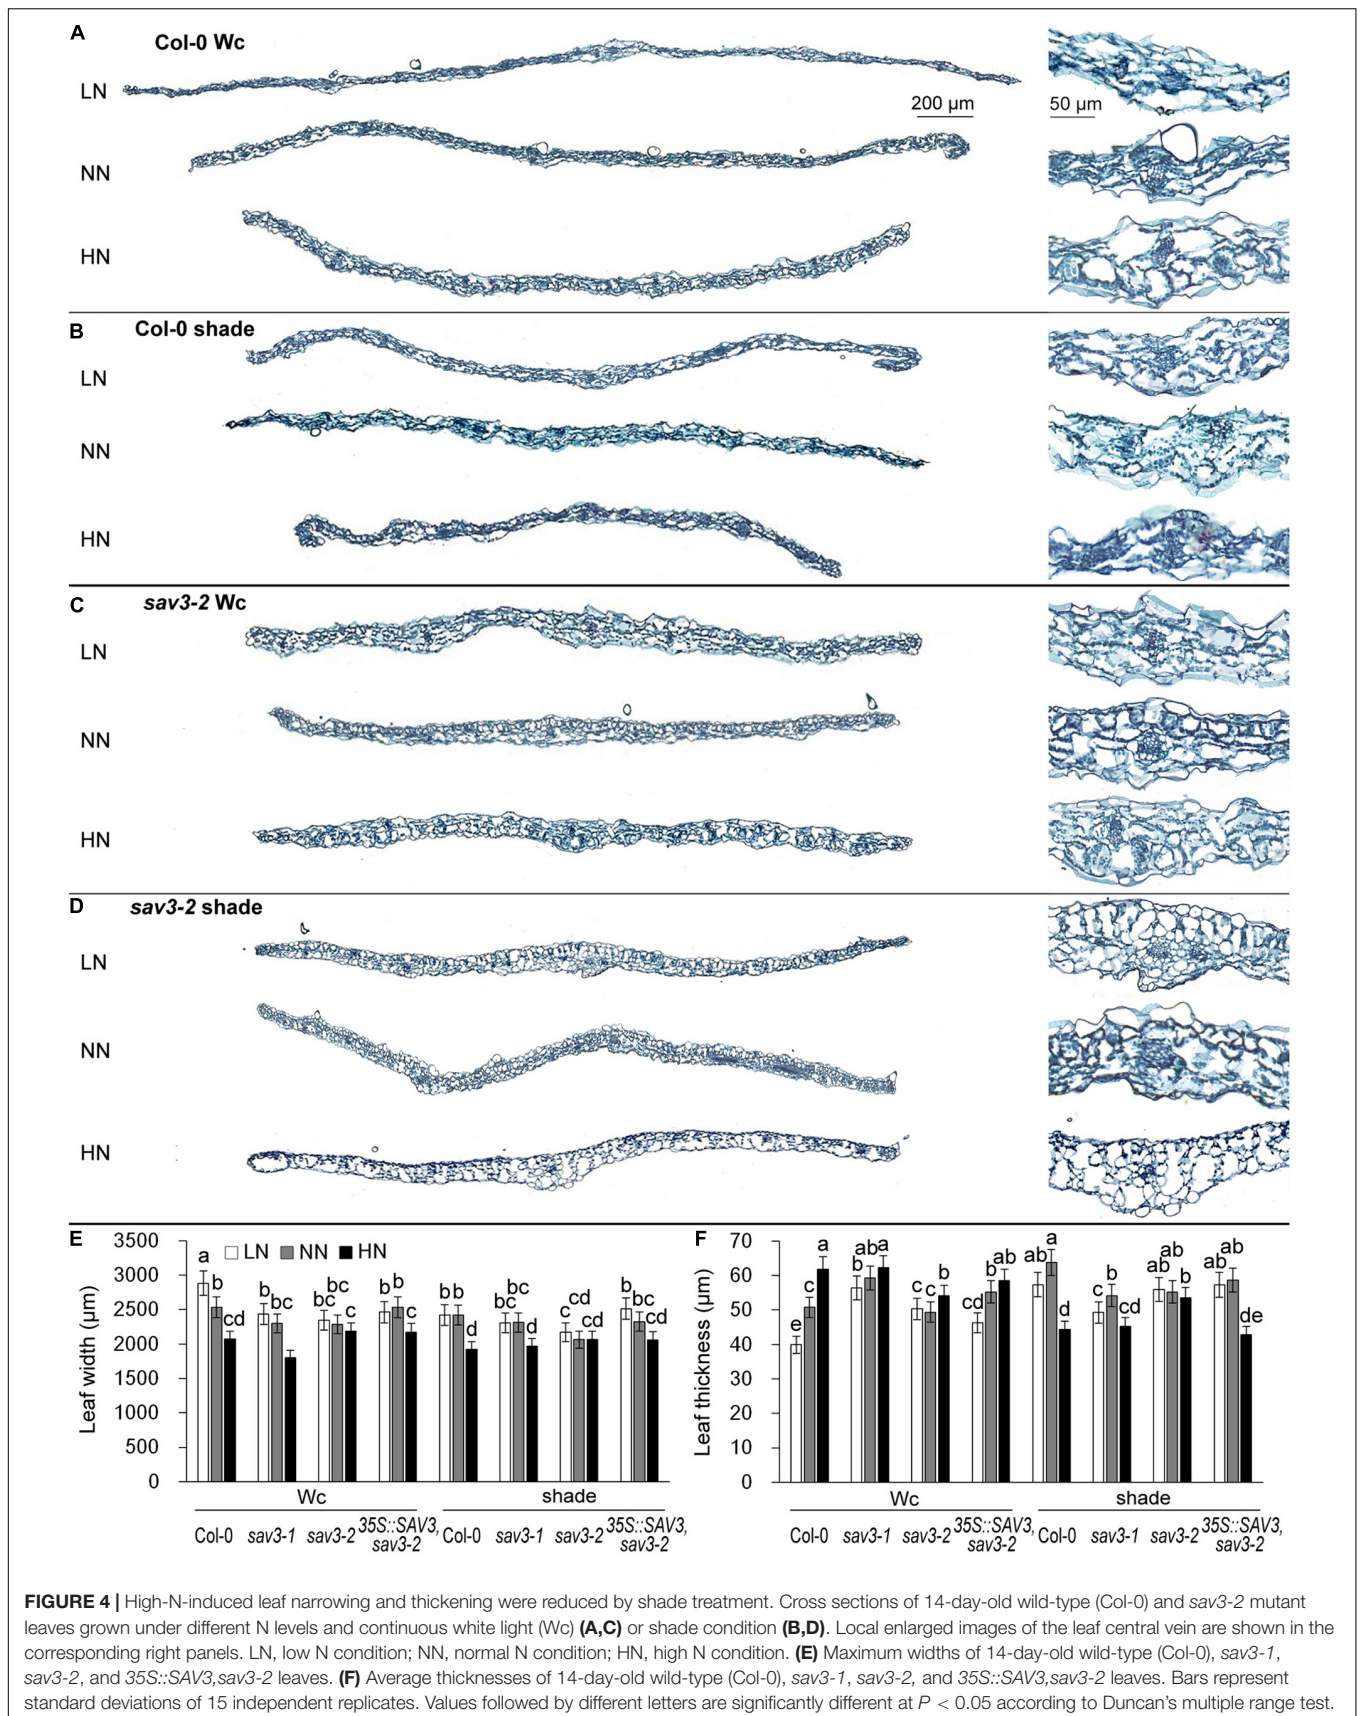 A
Col-0 Wc
LN
200 µm
50 µm
NN
HN
B
Col-0 shade
LN
NN
HN
C
sav3-2 Wc
LN
NN
HN
D
sav3-2 shade
LN
NN
HN
E
Leaf width (µm)
3500
3000
2500
2000
1500
1000
500
0
LN NN HN
a b cd
b bc
bc bc c
b b c
b b d
bc bc d
c cd cd
b bc cd
Wc
shade
Col-0 sav3-1 sav3-2 35S::SAV3, sav3-2 Col-0 sav3-1 sav3-2 35S::SAV3, sav3-2
F
Leaf thickness (µm)
70
60
50
40
30
20
10
0
e c a
b ab a
c c b
cd b ab
ab a d
c b cd
ab ab b
ab ab de
Wc
shade
Col-0 sav3-1 sav3-2 35S::SAV3, sav3-2 Col-0 sav3-1 sav3-2 35S::SAV3, sav3-2
FIGURE 4 | High-N-induced leaf narrowing and thickening were reduced by shade treatment. Cross sections of 14-day-old wild-type (Col-0) and sav3-2 mutant
leaves grown under different N levels and continuous white light (Wc) (A,C) or shade condition (B,D). Local enlarged images of the leaf central vein are shown in the
corresponding right panels. LN, low N condition; NN, normal N condition; HN, high N condition. (E) Maximum widths of 14-day-old wild-type (Col-0), sav3-1,
sav3-2, and 35S::SAV3,sav3-2 leaves. (F) Average thicknesses of 14-day-old wild-type (Col-0), sav3-1, sav3-2, and 35S::SAV3,sav3-2 leaves. Bars represent
standard deviations of 15 independent replicates. Values followed by different letters are significantly different at P < 0.05 according to Duncan's multiple range test.